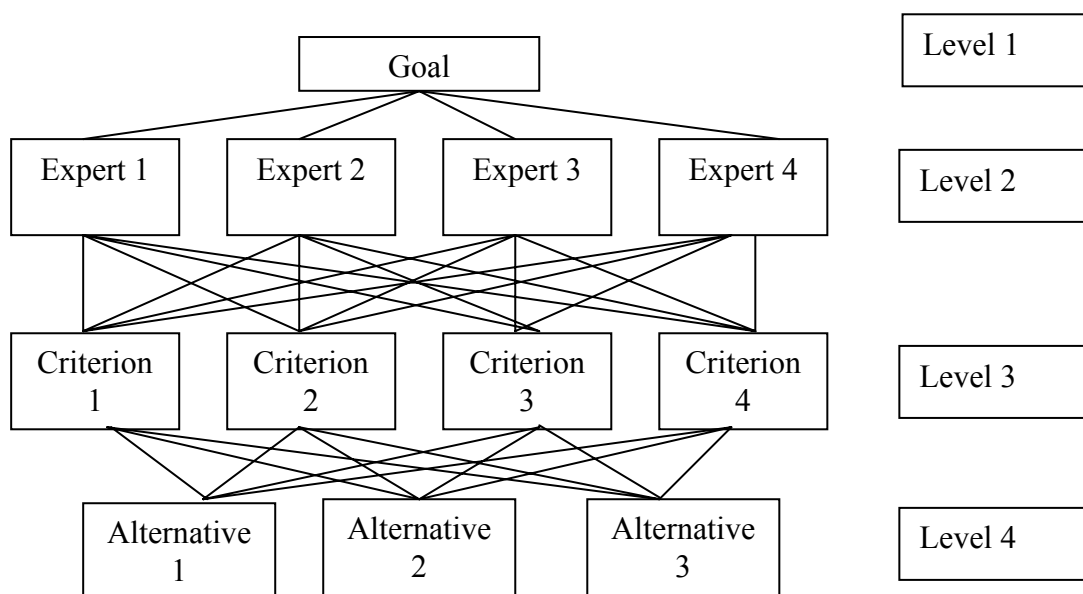 Goal
Level 1
Expert 1
Expert 2
Expert 3
Expert 4
Level 2
Criterion
1
Criterion
2
Criterion
3
Criterion
4
Level 3
Alternative
1
Alternative
2
Alternative
3
Level 4